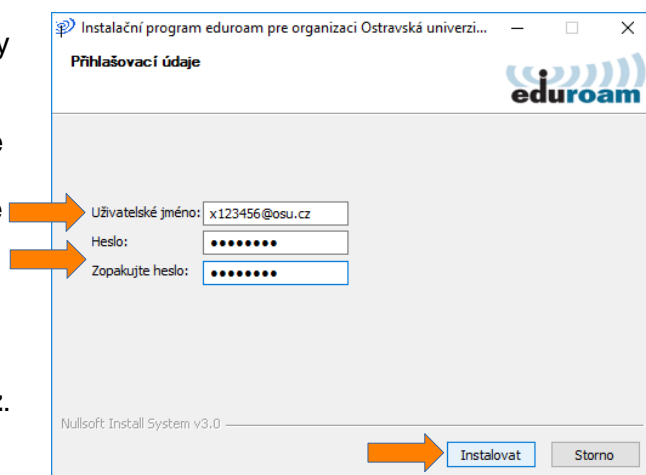 Instalační program eduroam pre organizaci Ostravská univerzi...
y
Přihlašovací údaje
eduroam
e
Uživatelské jméno: x123456@osu.cz
Heslo: ●●●●●●●●
Zopakujte heslo: ●●●●●●●●
Nullsoft Install System v3.0
Instalovat Storno